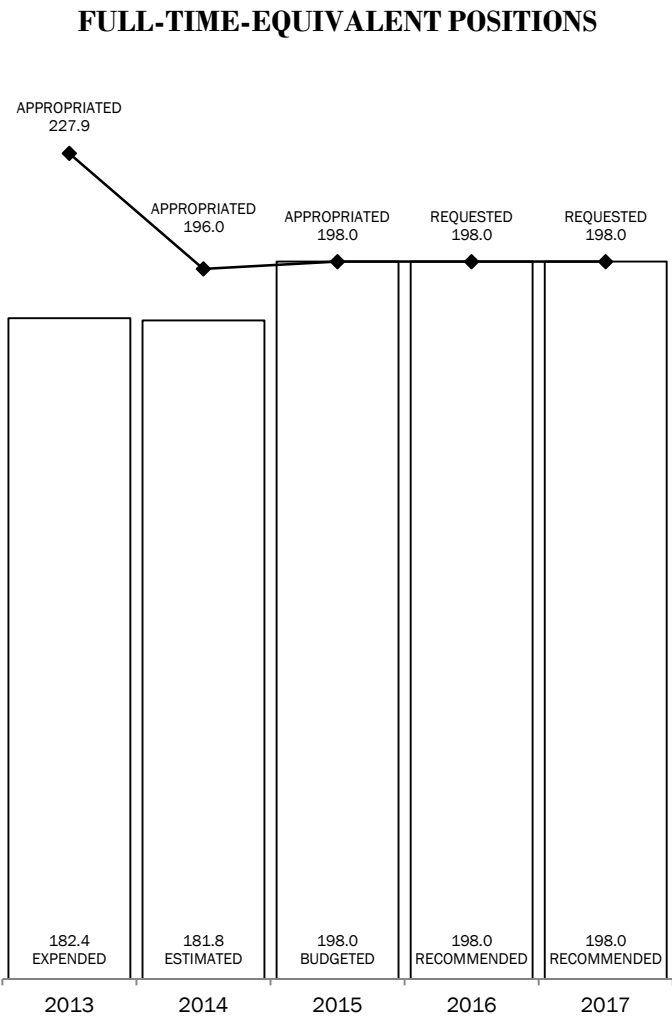 FULL-TIME-EQUIVALENT POSITIONS
APPROPRIATED
227.9
APPROPRIATED
196.0
APPROPRIATED
198.0
REQUESTED
198.0
REQUESTED
198.0
182.4
EXPENDED
181.8
ESTIMATED
198.0
BUDGETED
198.0
RECOMMENDED
198.0
RECOMMENDED
2013
2014
2015
2016
2017